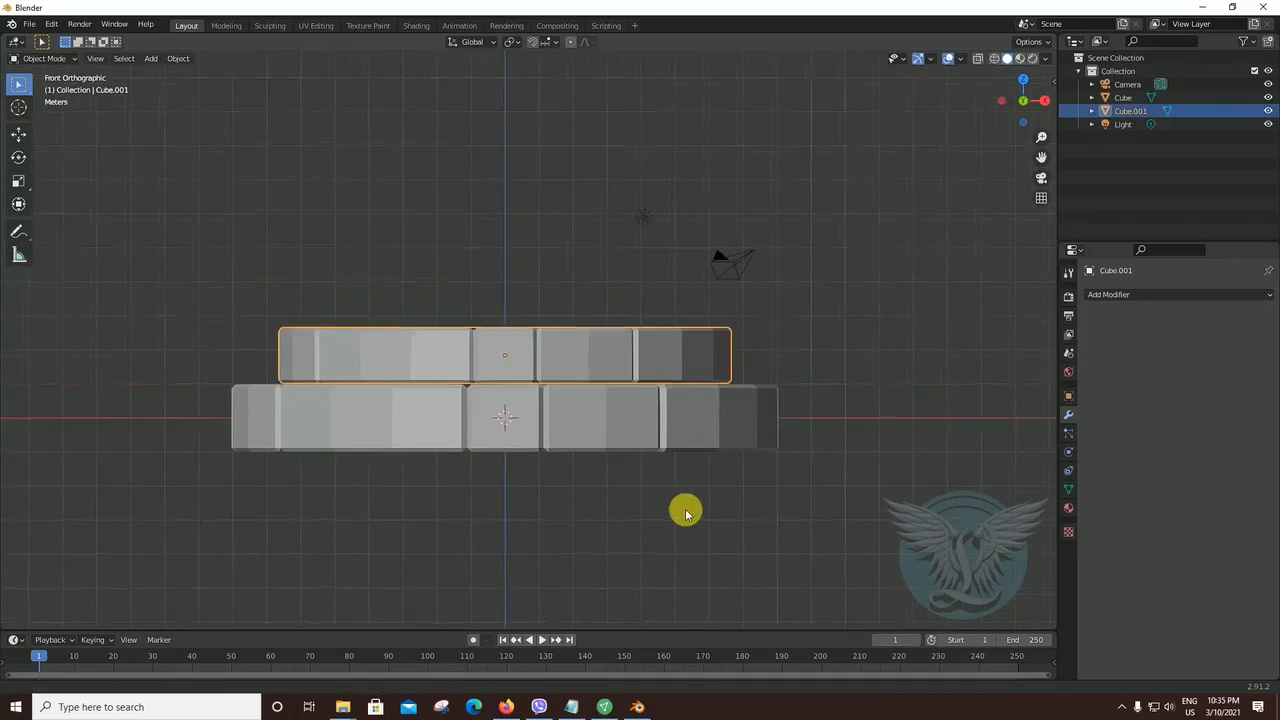 Blender
File Edit Render Window Help Layout Modeling Sculpting UV Editing Texture Paint Shading Animation Rendering Compositing Scripting + Scene View Layer
Global Options
Object Mode View Select Add Object
Front Orthographic
(1) Collection | Cube.001
Meters
Z
Y
X
Scene Collection
Collection
Camera
Cube
Cube.001
Light
Cube.001
Add Modifier
Playback Keying View Marker 1 Start 1 End 250
1 10 20 30 40 50 60 70 80 90 100 110 120 130 140 150 160 170 180 190 200 210 220 230 240 250
2.91.2
Type here to search
ENG
US
10:35 PM
3/10/2021